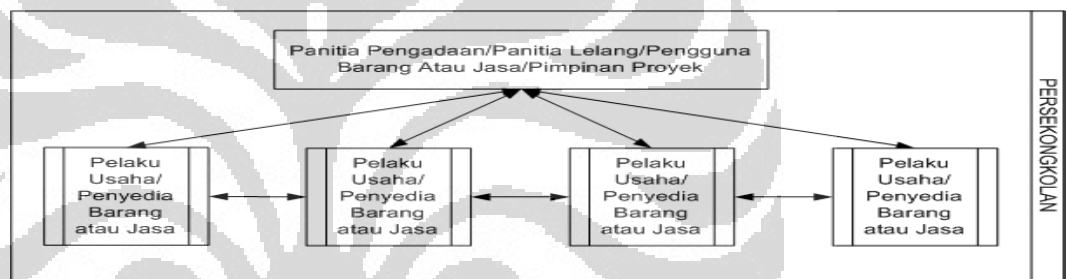 Panitia Pengadaan/Panitia Lelang/Pengguna
Barang Atau Jasa/Pimpinan Proyek
Pelaku
Usaha/
Penyedia
Barang
atau Jasa
Pelaku
Usaha/
Penyedia
Barang
atau Jasa
Pelaku
Usaha/
Penyedia
Barang
atau Jasa
Pelaku
Usaha/
Penyedia
Barang
atau Jasa
PERSEKONGKOLAN